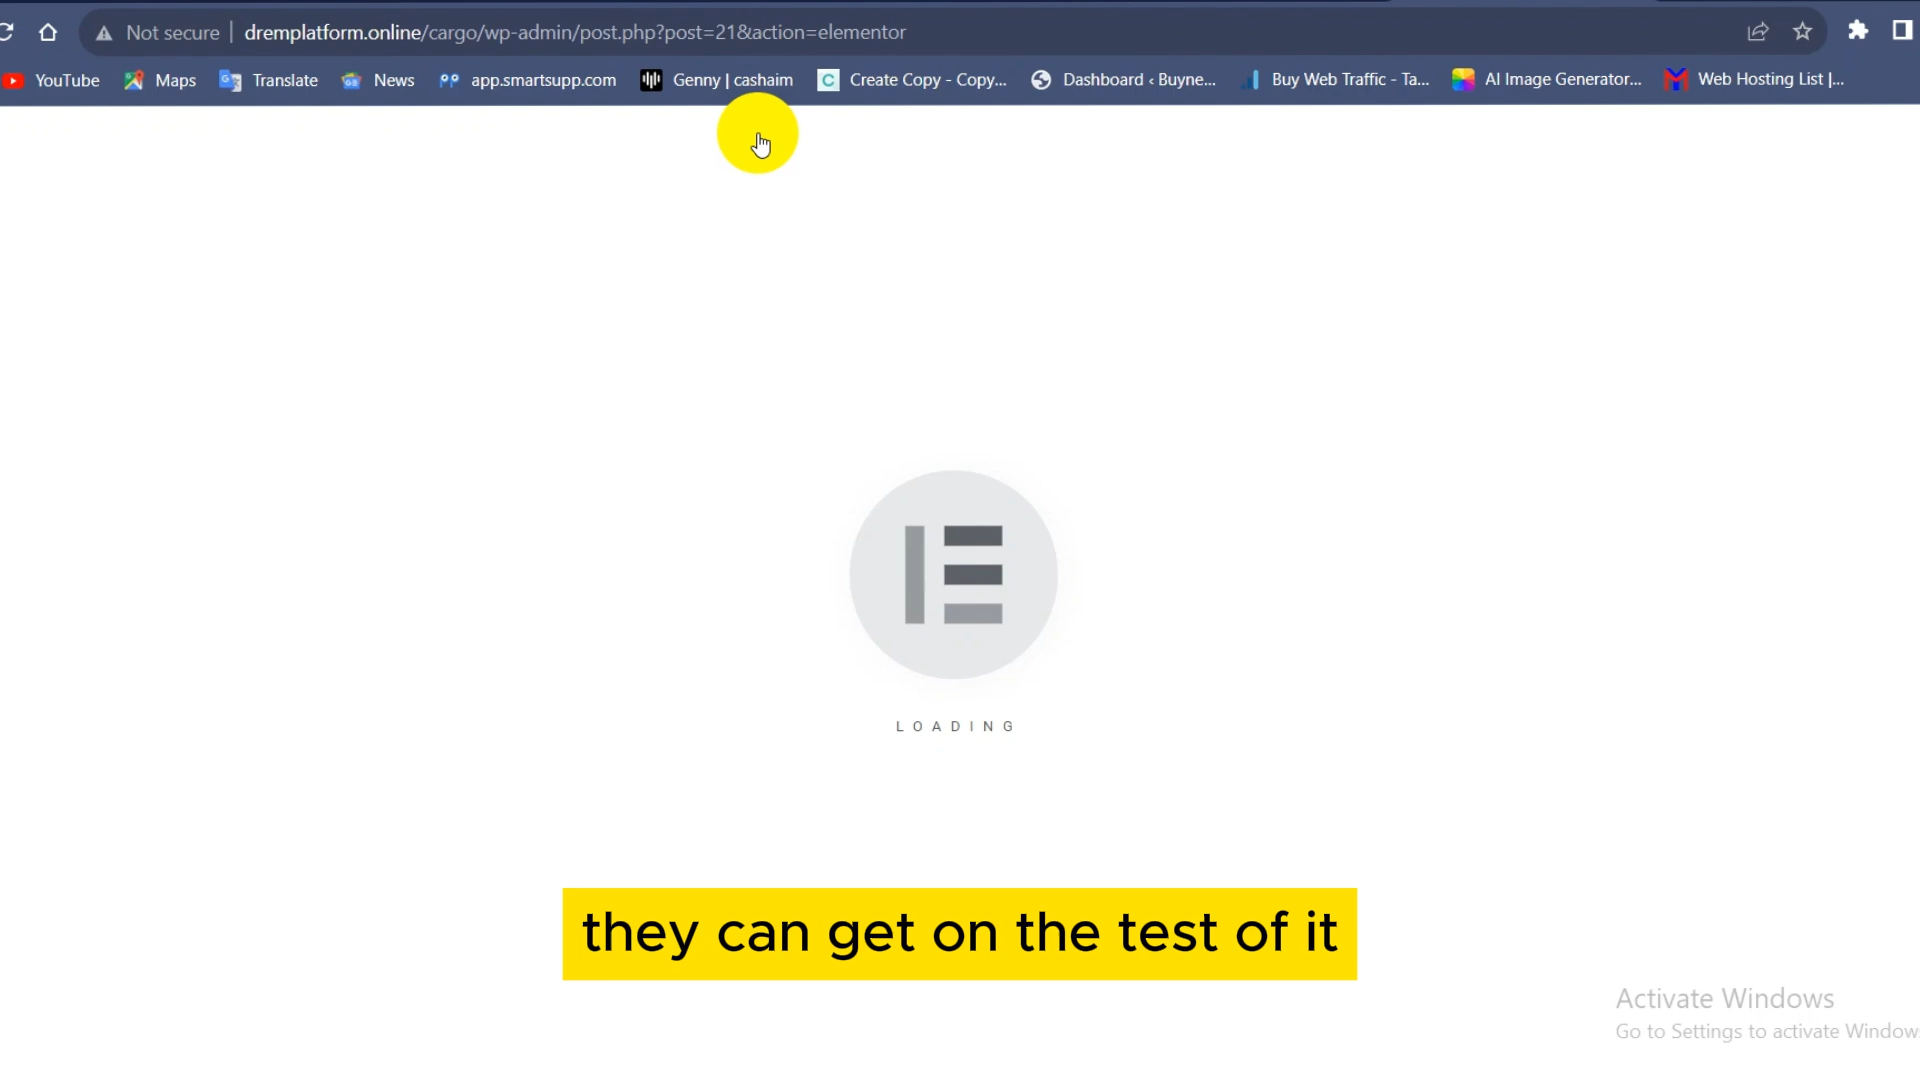 Not secure | dremplatform.online/cargo/wp-admin/post.php?post=21&action=elementor
YouTube Maps Translate News app.smartsupp.com Genny | cashaim Create Copy - Copy... Dashboard ‹ Buyne... Buy Web Traffic - Ta... AI Image Generator... Web Hosting List |...
LOADING
they can get on the test of it
Activate Windows
Go to Settings to activate Window